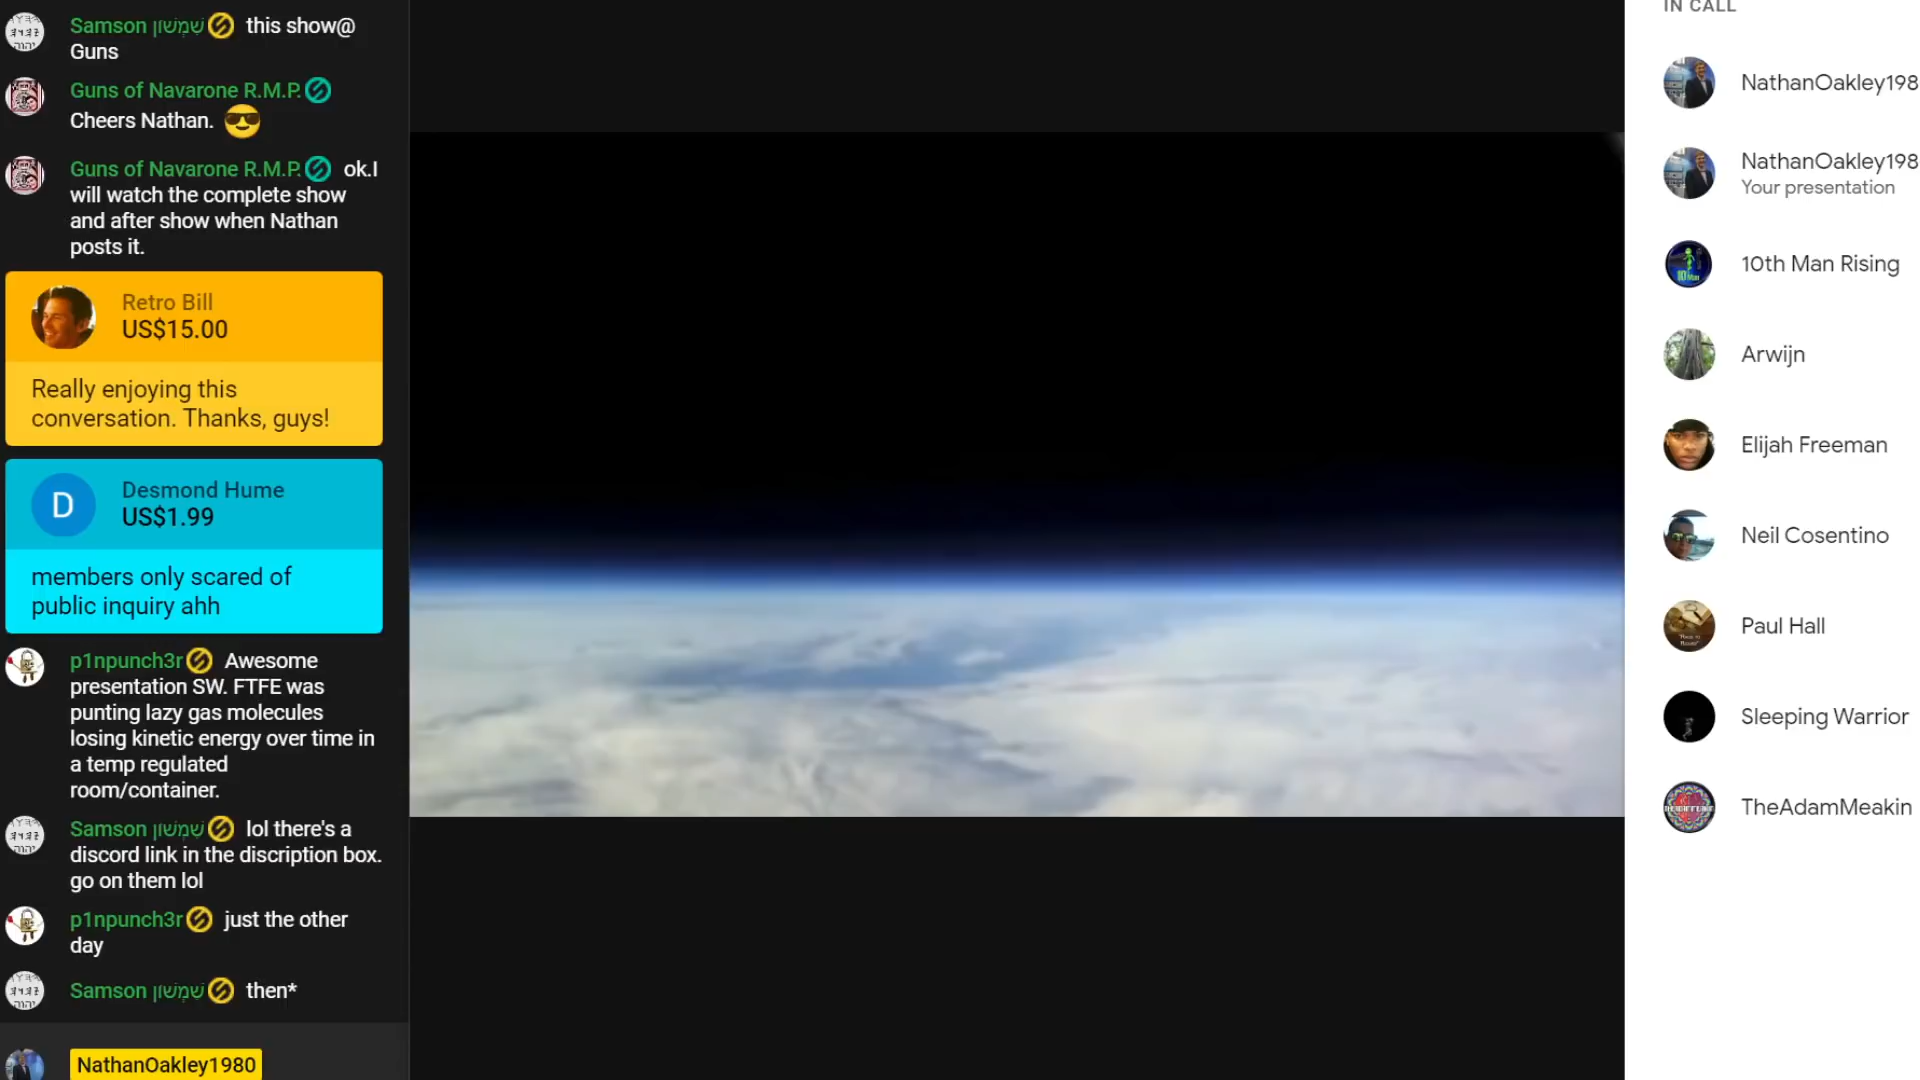 Samson שִׁמְשׁוֹן this show@
Guns
Guns of Navarone R.M.P.
Cheers Nathan.
Guns of Navarone R.M.P. ok.I
will watch the complete show
and after show when Nathan
posts it.
Retro Bill
US$15.00
Really enjoying this
conversation. Thanks, guys!
D
Desmond Hume
US$1.99
members only scared of
public inquiry ahh
p1npunch3r Awesome
presentation SW. FTFE was
punting lazy gas molecules
losing kinetic energy over time in
a temp regulated
room/container.
Samson שִׁמְשׁוֹן lol there's a
discord link in the discription box.
go on them lol
p1npunch3r just the other
day
Samson שִׁמְשׁוֹן then*
NathanOakley1980
IN CALL
NathanOakley198
NathanOakley198
Your presentation
10th Man Rising
Arwijn
Elijah Freeman
Neil Cosentino
Paul Hall
Sleeping Warrior
TheAdamMeakin